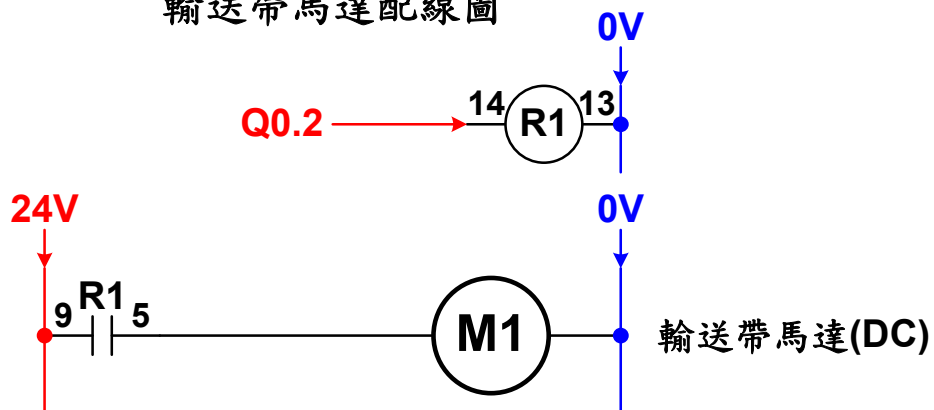 輸送帶馬達配線圖
0V
14 R1 13
Q0.2
24V 0V
9 R1 5
M1
輸送帶馬達(DC)